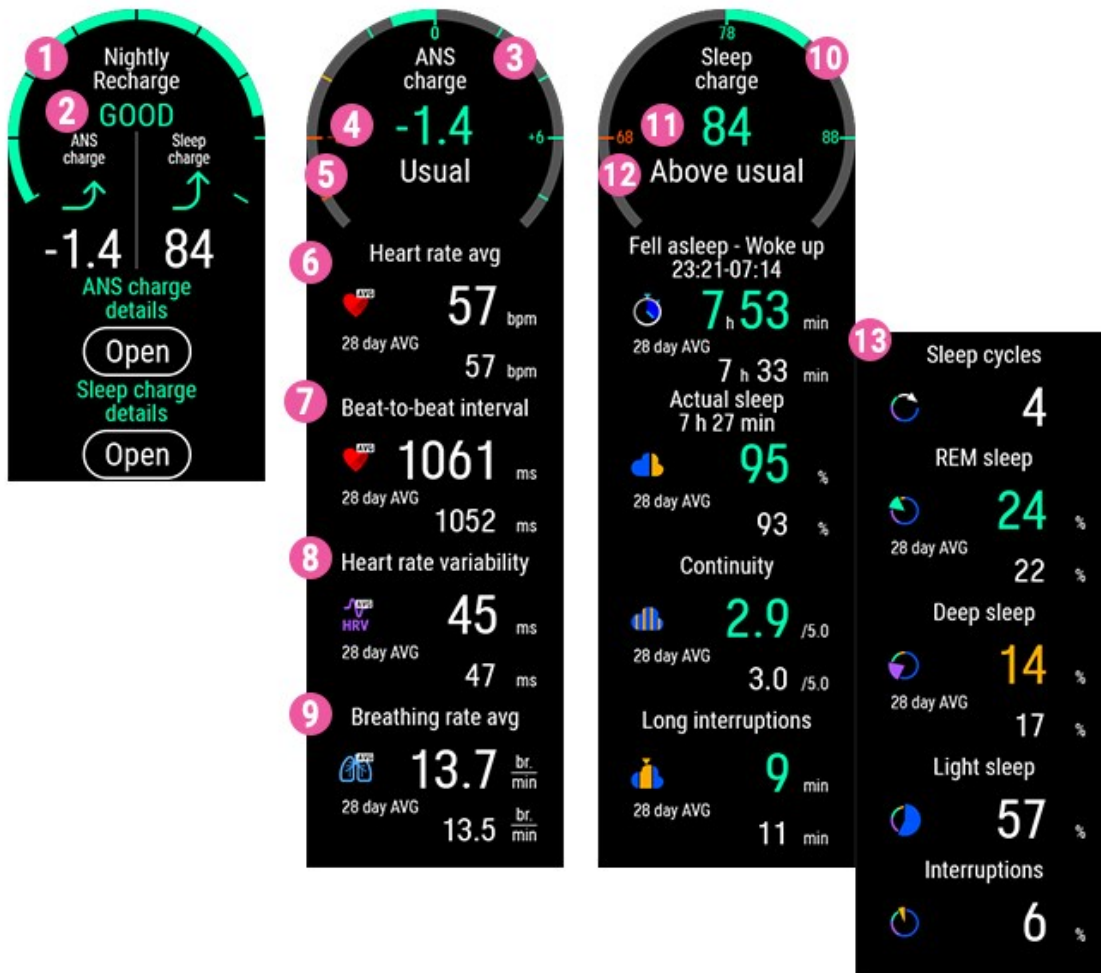 1
Nightly
Recharge
2
GOOD
ANS
charge
Sleep
charge
-1.4
84
ANS charge
details
Open
Sleep charge
details
Open
0
3
ANS
charge
4
-1.4
+6
5
Usual
6
Heart rate avg
AVG
57 bpm
28 day AVG
57 bpm
7
Beat-to-beat interval
AVG
1061 ms
28 day AVG
1052 ms
8
Heart rate variability
AVG
HRV
45 ms
28 day AVG
47 ms
9
Breathing rate avg
AVG
13.7 br.
min
28 day AVG
13.5 br.
min
78
10
Sleep
charge
68
11
84
88
12
Above usual
Fell asleep - Woke up
23:21-07:14
7 h 53 min
28 day AVG
7 h 33 min
Actual sleep
7 h 27 min
95 %
28 day AVG
93 %
Continuity
2.9 /5.0
28 day AVG
3.0 /5.0
Long interruptions
9 min
28 day AVG
11 min
13
Sleep cycles
4
REM sleep
24 %
28 day AVG
22 %
Deep sleep
14 %
28 day AVG
17 %
Light sleep
57 %
Interruptions
6 %